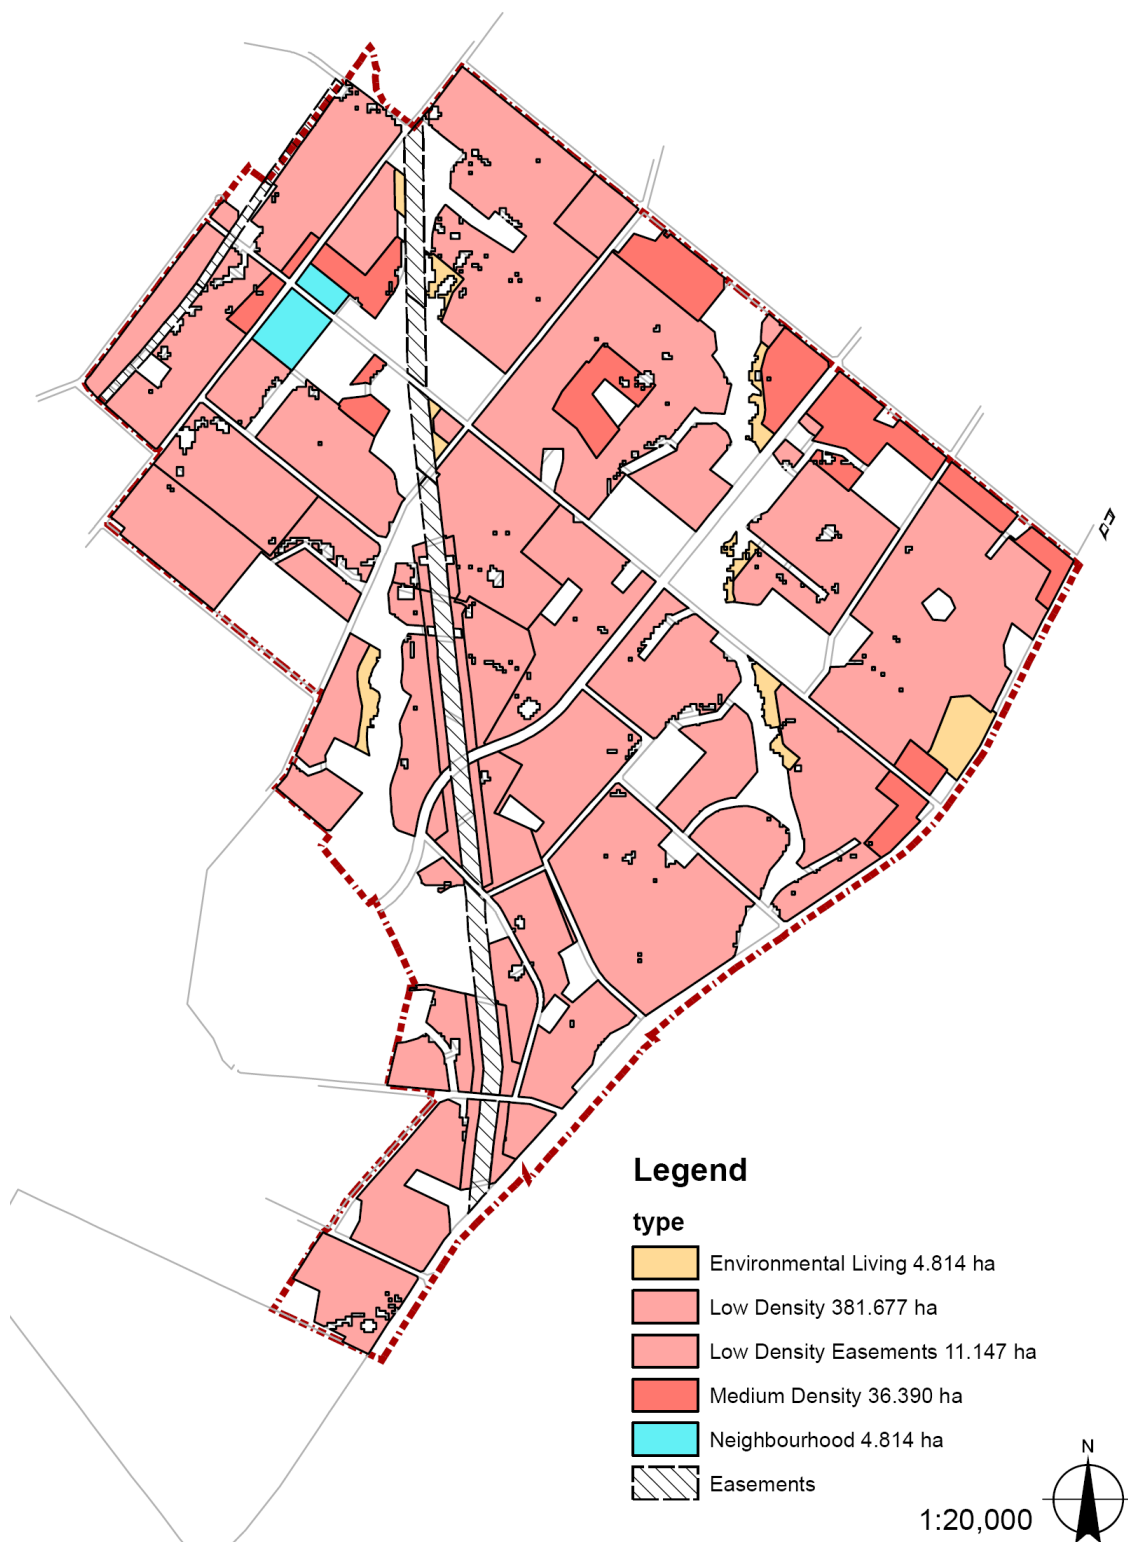 Legend
type
Environmental Living 4.814 ha
Low Density 381.677 ha
Low Density Easements 11.147 ha
Medium Density 36.390 ha
Neighbourhood 4.814 ha
Easements
N
1:20,000